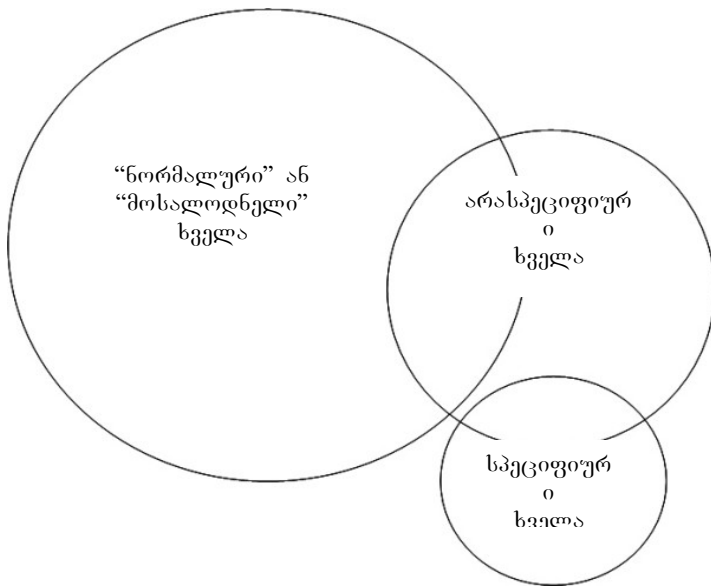 “ნორმალური” ან
“მოსალოდნელი”
ხველა
არასპეციფიურ
ი
ხველა
სპეციფიურ
ი
ხველა